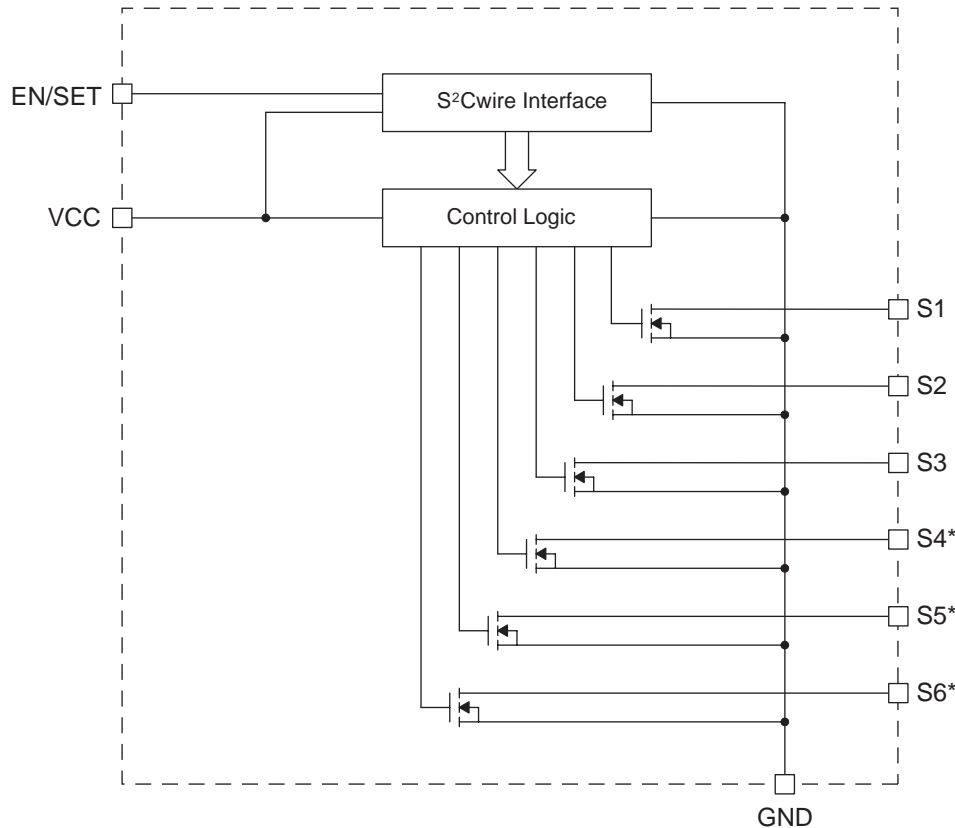 EN/SET
S²Cwire Interface
VCC
Control Logic
S1
S2
S3
S4*
S5*
S6*
GND